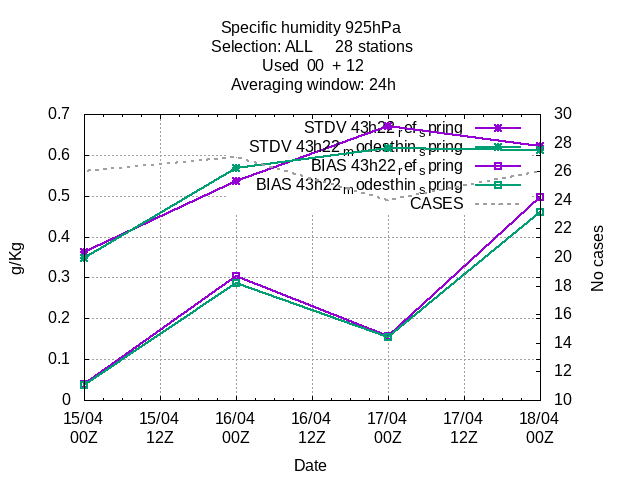 Specific humidity 925hPa
Selection: ALL 28 stations
Used 00 + 12
Averaging window: 24h
0.7
0.6
0.5
0.4
0.3
0.2
0.1
0
g/Kg
STDV 43h22_ref_spring
STDV 43h22_modesthin_spring
BIAS 43h22_ref_spring
BIAS 43h22_modesthin_spring
CASES
30
28
26
24
22
20
18
16
14
12
10
No cases
15/04 15/04 16/04 16/04 17/04 17/04 18/04
00Z 12Z 00Z 12Z 00Z 12Z 00Z
Date